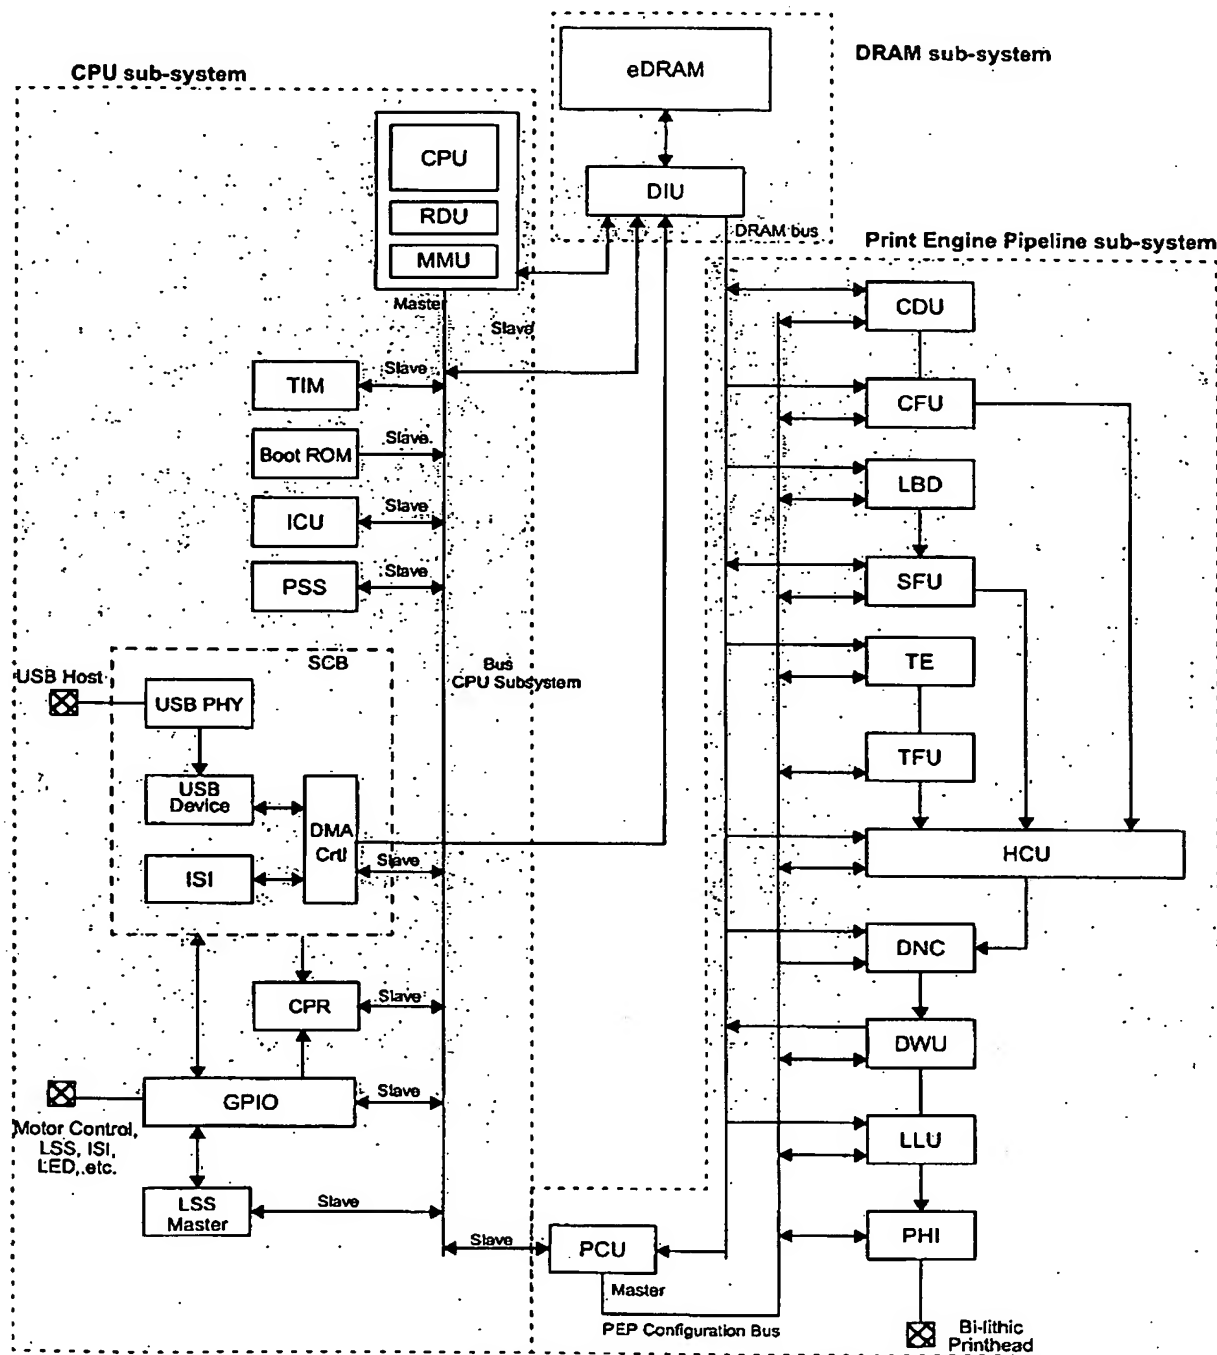 CPU sub-system
DRAM sub-system
eDRAM
CPU
RDU
MMU
DIU
DRAM bus
Print Engine Pipeline sub-system
Master
Slave
CDU
TIM
Slave
CFU
Boot ROM
Slave
LBD
ICU
Slave
PSS
Slave
SFU
SCB
Bus
CPU Subsystem
TE
USB Host
USB PHY
TFU
USB
Device
DMA
Crtl
Slave
HCU
ISI
DNC
CPR
Slave
DWU
GPIO
Slave
Motor Control,
LSS, ISI,
LED, etc.
LLU
LSS
Master
Slave
Slave
PCU
PHI
Master
PEP Configuration Bus
Bi-lithic
Printhead